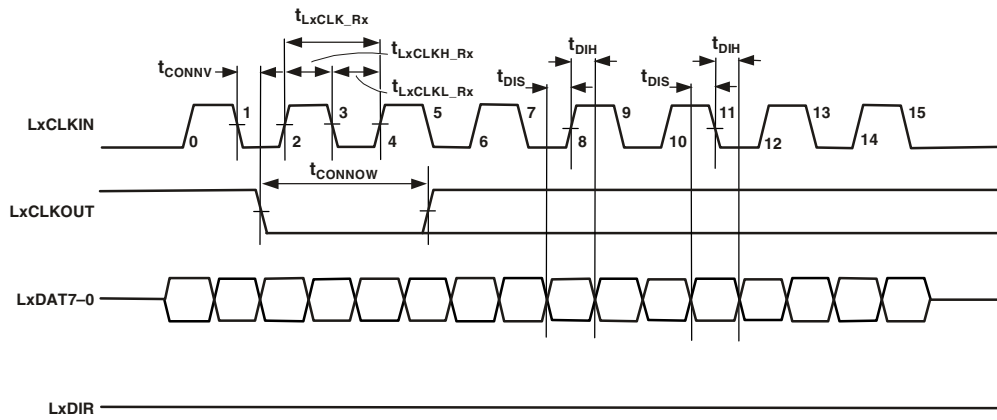 tLxCLK_Rx
tLxCLKH_Rx
tDIH
tDIH
tCONNV
tDIS
tDIS
tLxCLKL_Rx
LxCLKIN
0 1 2 3 4 5 6 7 8 9 10 11 12 13 14 15
tCONNOW
LxCLKOUT
LxDAT7–0
LxDIR